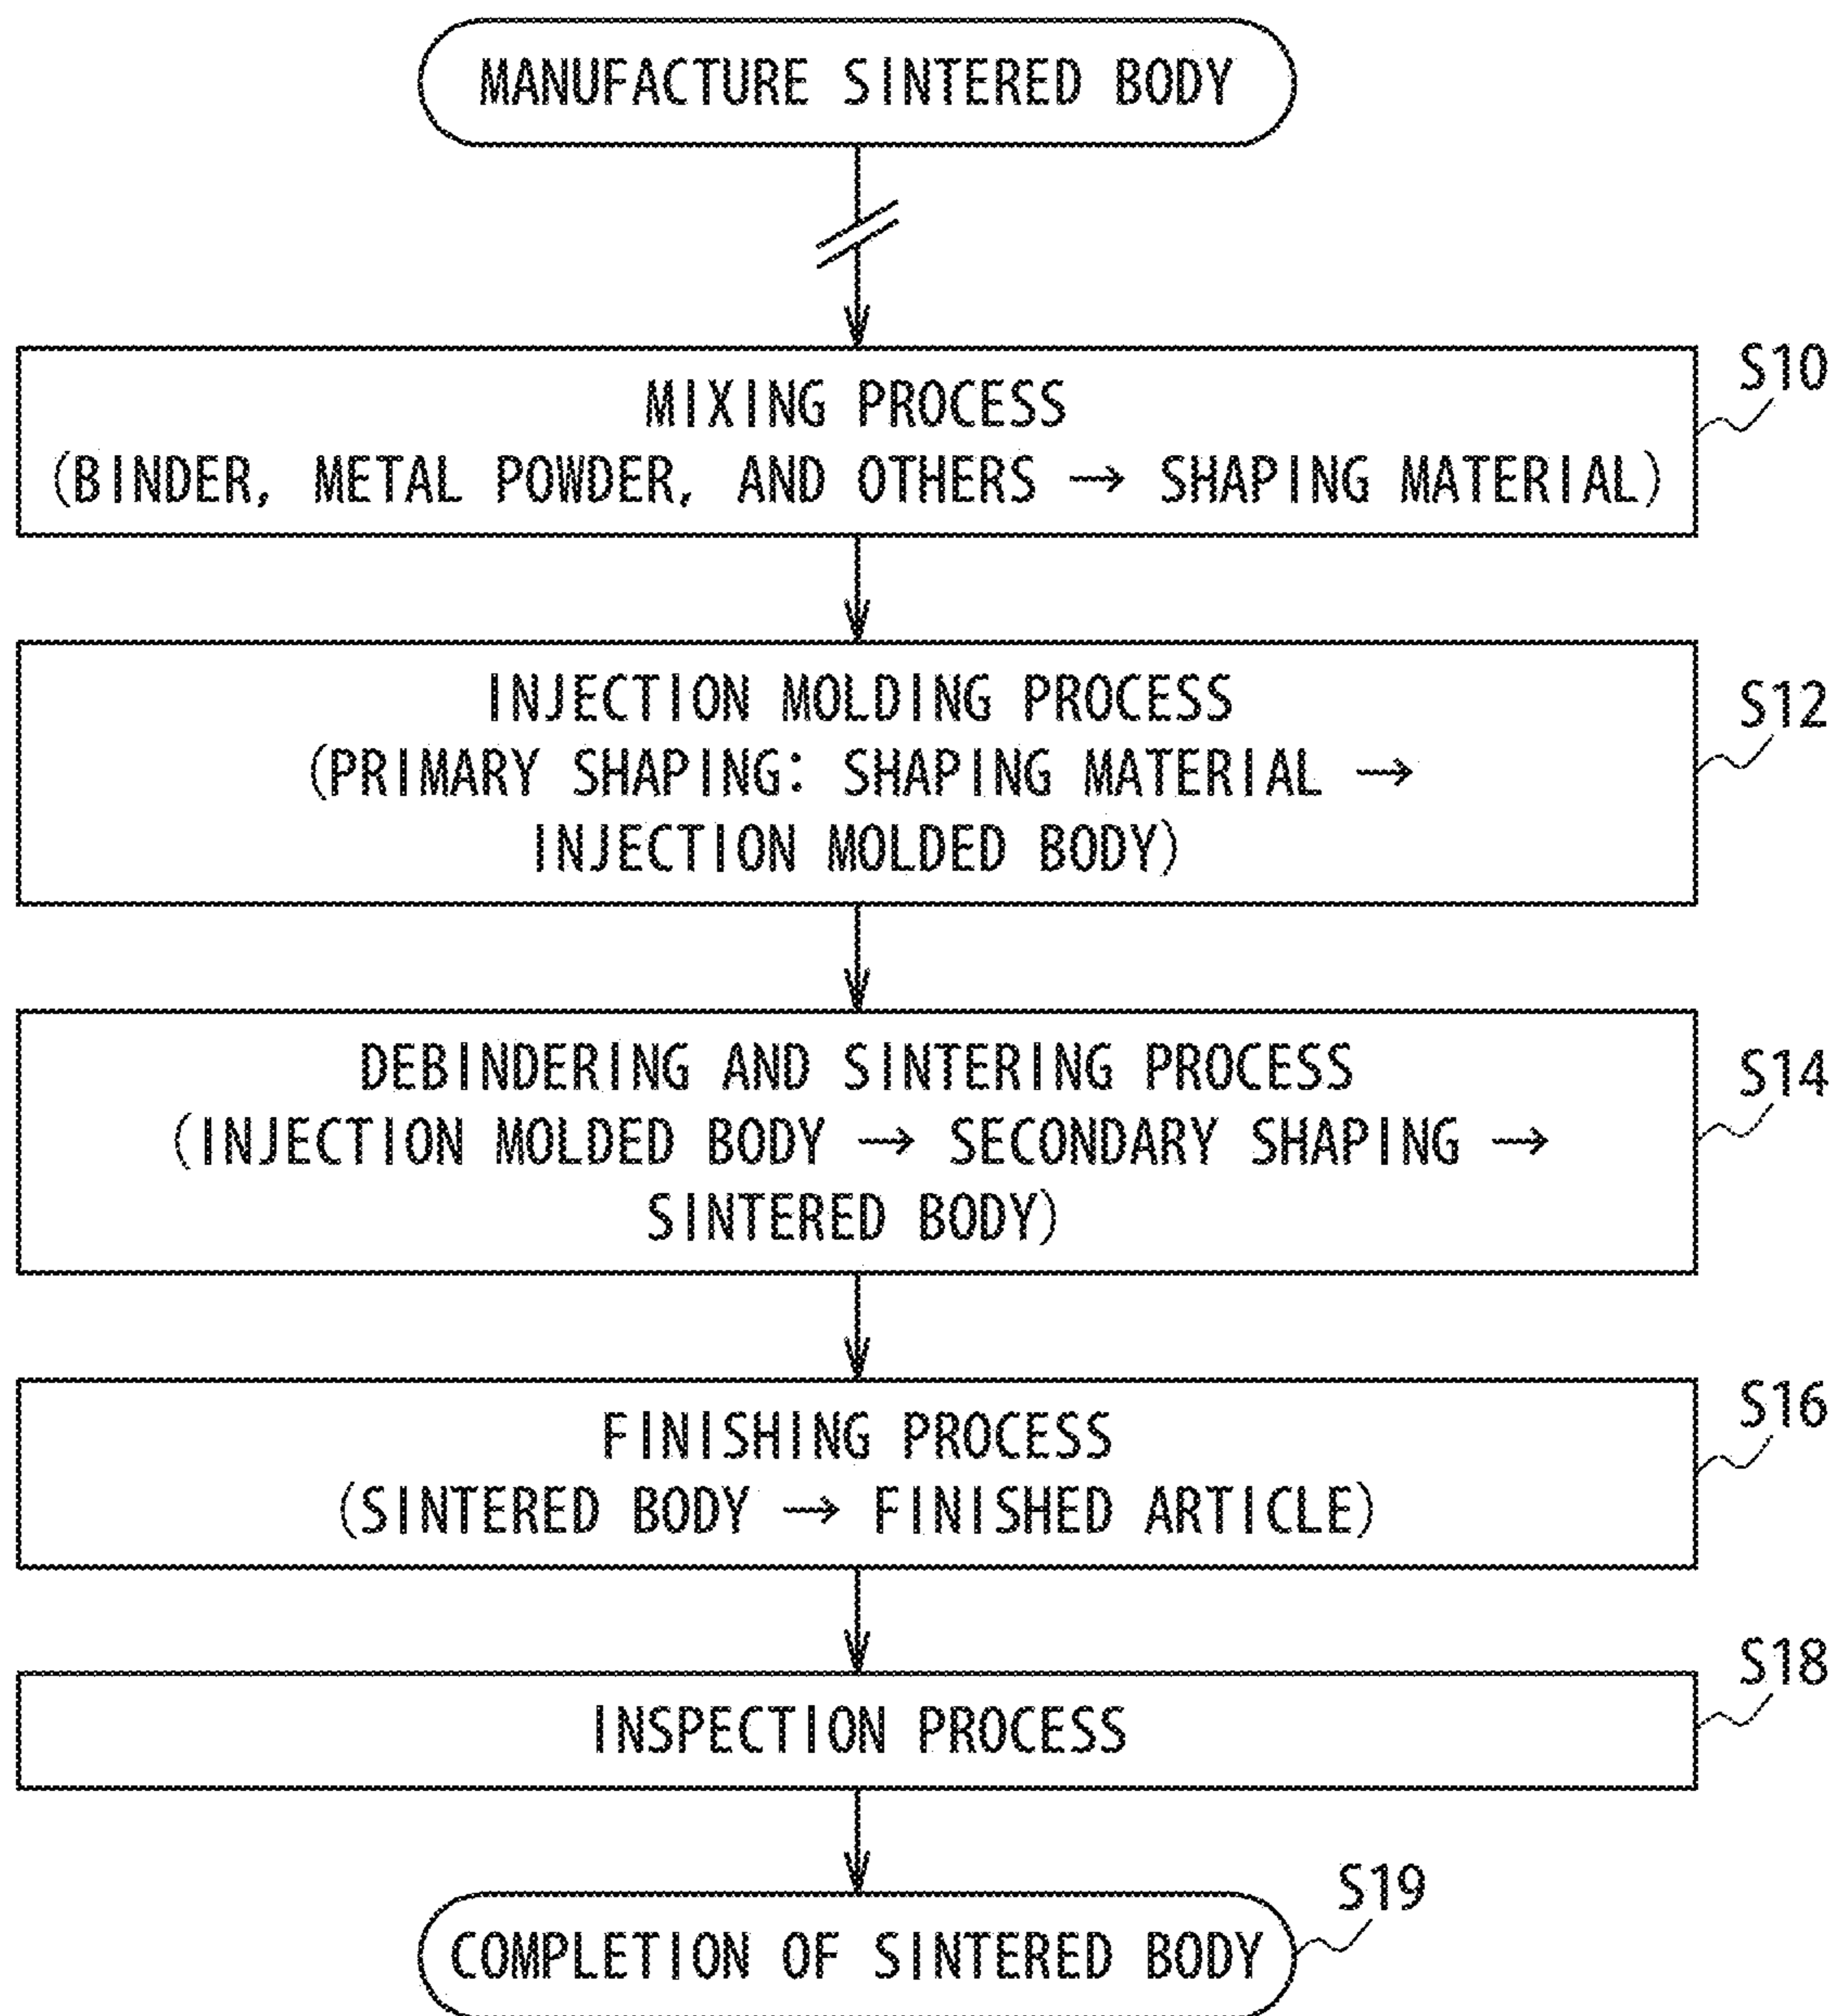 MANUFACTURE SINTERED BODY
S10
MIXING PROCESS
(BINDER, METAL POWDER, AND OTHERS → SHAPING MATERIAL)
S12
INJECTION MOLDING PROCESS
(PRIMARY SHAPING: SHAPING MATERIAL →
INJECTION MOLDED BODY)
S14
DEBINDERING AND SINTERING PROCESS
(INJECTION MOLDED BODY → SECONDARY SHAPING →
SINTERED BODY)
S16
FINISHING PROCESS
(SINTERED BODY → FINISHED ARTICLE)
S18
INSPECTION PROCESS
S19
COMPLETION OF SINTERED BODY